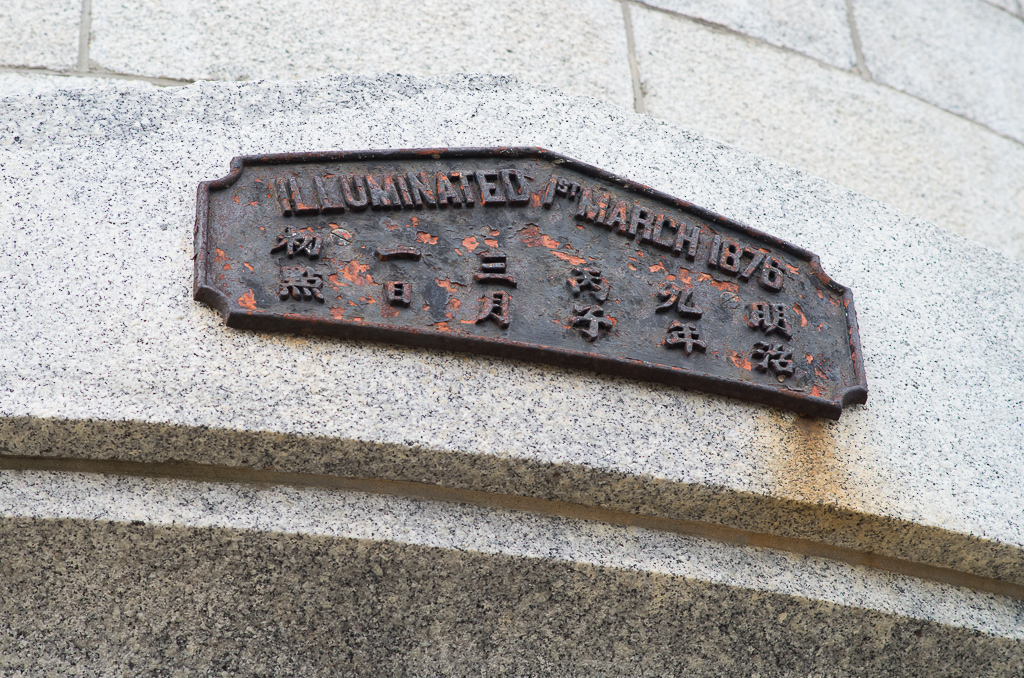 ILLUMINATED 1ST MARCH 1876
明治
九年
丙子
三月
一日
初点